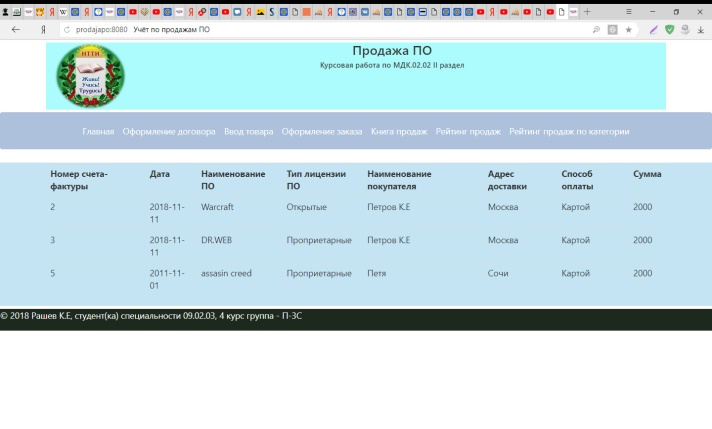 prodajapo:8080 Учёт по продажам ПО
НТТИ
Живи!
Учись!
Трудись!
Продажа ПО
Курсовая работа по МДК.02.02 II раздел
Главная Оформление договора Ввод товара Оформление заказа Книга продаж Рейтинг продаж Рейтинг продаж по категории
Номер счета-фактуры Дата Наименование ПО Тип лицензии ПО Наименование покупателя Адрес доставки Способ оплаты Сумма
2 2018-11-11 Warcraft Открытые Петров К.Е Москва Картой 2000
3 2018-11-11 DR.WEB Проприетарные Петров К.Е Москва Картой 2000
5 2011-11-01 assasin creed Проприетарные Петя Сочи Картой 2000
© 2018 Рашев К.Е, студент(ка) специальности 09.02.03, 4 курс группа - П-3С